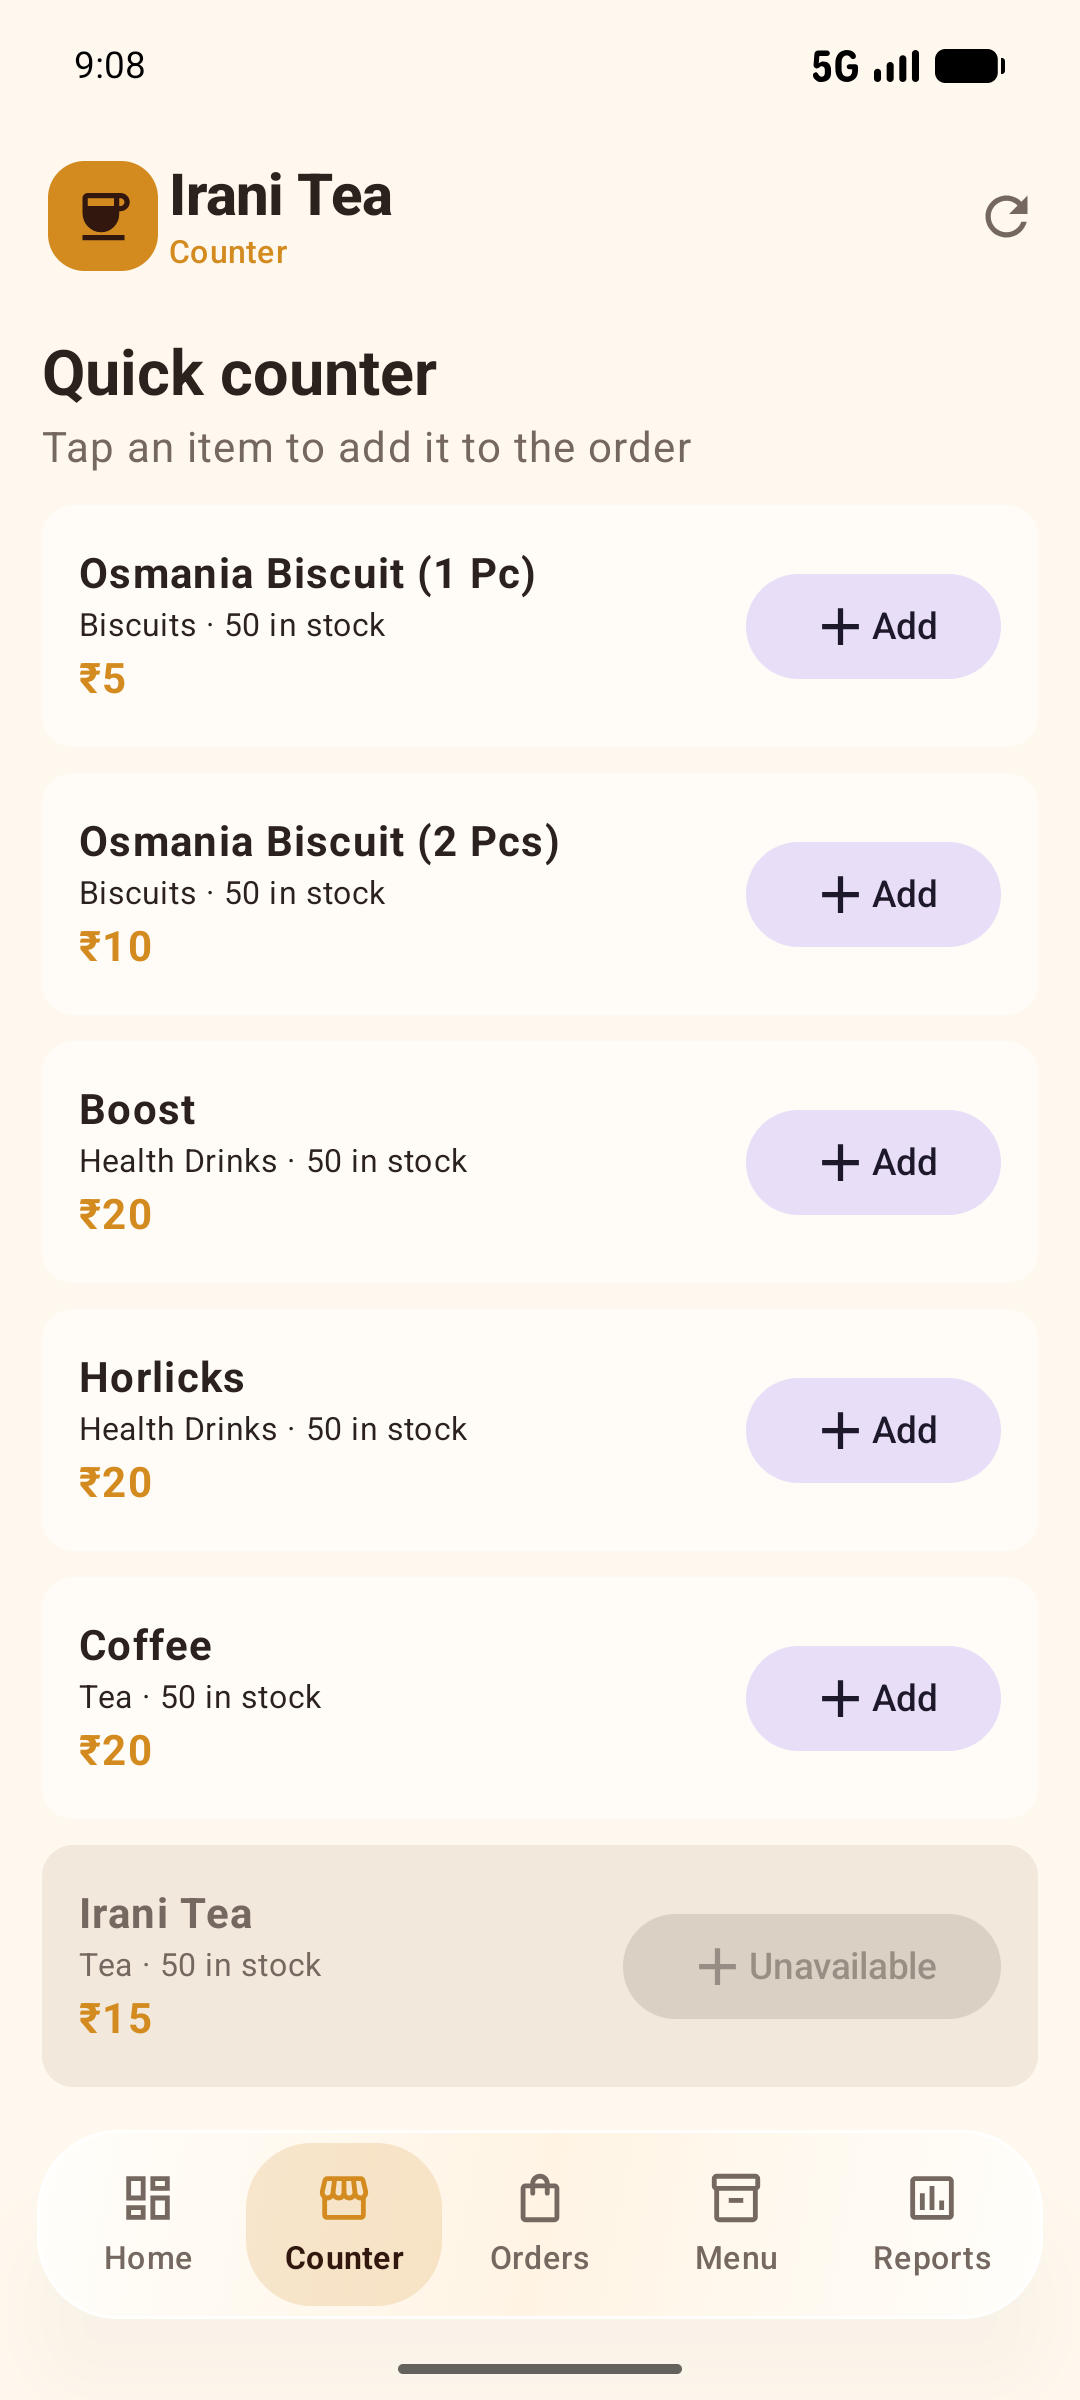 9:08
5G
Irani Tea
Counter
Quick counter
Tap an item to add it to the order
Osmania Biscuit (1 Pc)
Biscuits · 50 in stock
₹5
Add
Osmania Biscuit (2 Pcs)
Biscuits · 50 in stock
₹10
Add
Boost
Health Drinks · 50 in stock
₹20
Add
Horlicks
Health Drinks · 50 in stock
₹20
Add
Coffee
Tea · 50 in stock
₹20
Add
Irani Tea
Tea · 50 in stock
₹15
Unavailable
Home
Counter
Orders
Menu
Reports